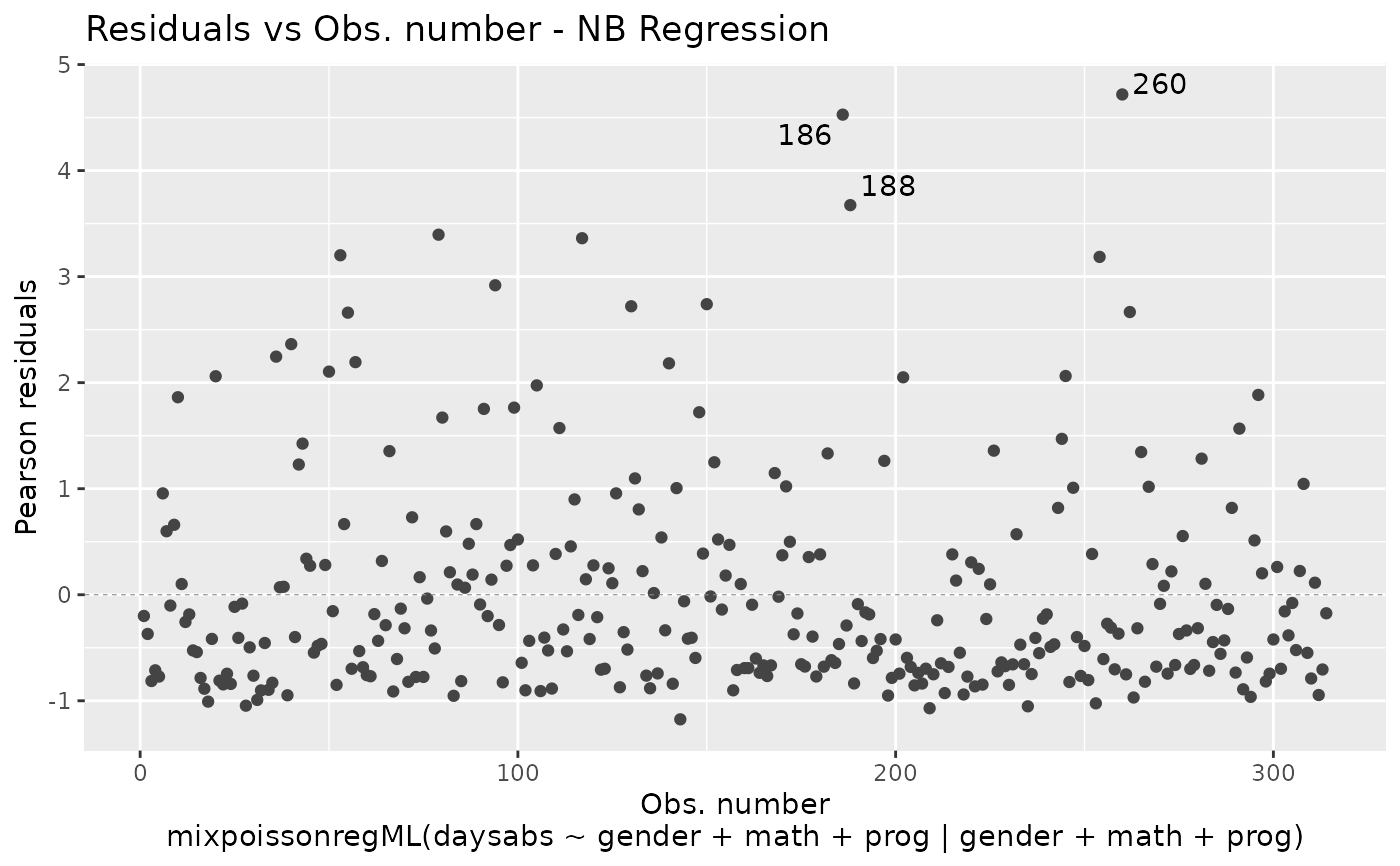 Residuals vs Obs. number - NB Regression
5
4
3
2
1
0
-1
Pearson residuals
260
186
188
0 100 200 300
Obs. number
mixpoissonregML(daysabs ~ gender + math + prog | gender + math + prog)